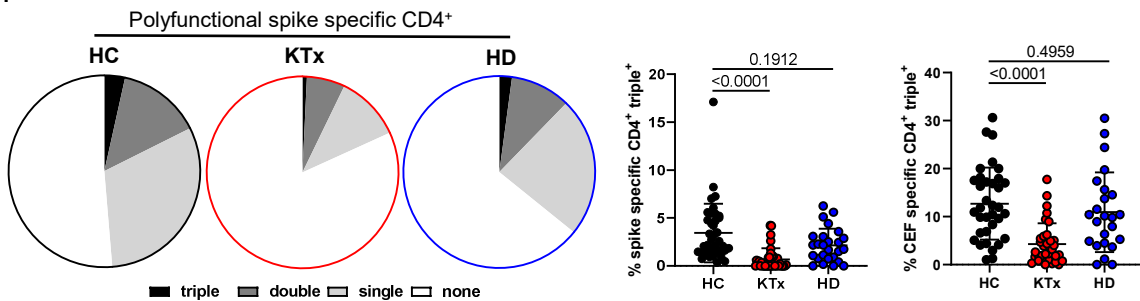 Polyfunctional spike specific CD4⁺
HC KTx HD
triple double single none
% spike specific CD4⁺ triple⁺
20
15
10
5
0
0.1912
<0.0001
HC KTx HD
% CEF specific CD4⁺ triple⁺
40
30
20
10
0
0.4959
<0.0001
HC KTx HD